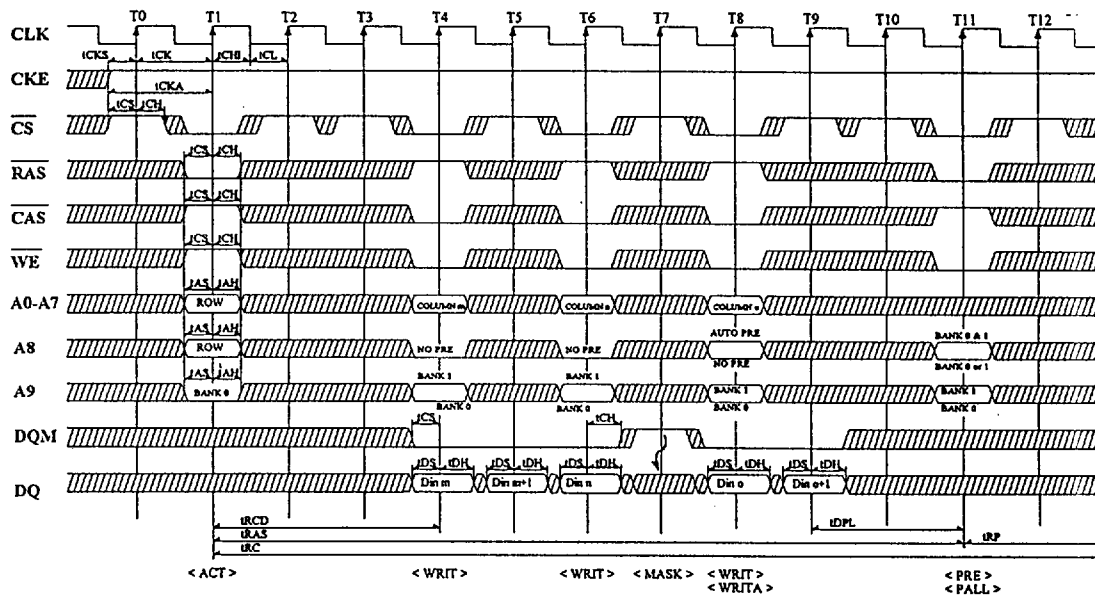 T0 T1 T2 T3 T4 T5 T6 T7 T8 T9 T10 T11 T12
CLK
tCKS tCK tCHI tCL
CKE
tCKA
tCS tCH
CS
tCS tCH
RAS
tCS tCH
CAS
tCS tCH
WE
tAS tAH
A0-A7 ROW COLUMN m COLUMN n COLUMN o
tAS tAH AUTO PRE BANK 0 & 1
A8 ROW NO PRE NO PRE
NO PRE BANK 0 or 1
tAS tAH BANK 1 BANK 1
A9 BANK 0 BANK 1 BANK 1
BANK 0 BANK 0 BANK 0 BANK 0
tCS tCH
DQM
tDS tDH tDS tDH tDS tDH tDS tDH tDS tDH
DQ Din m Din m+1 Din n Din o Din o+1
tRCD tDPL
tRAS tRP
tRC
< ACT > < WRIT > < WRIT > < MASK > < WRIT > < PRE >
< WRITA > < PALL >